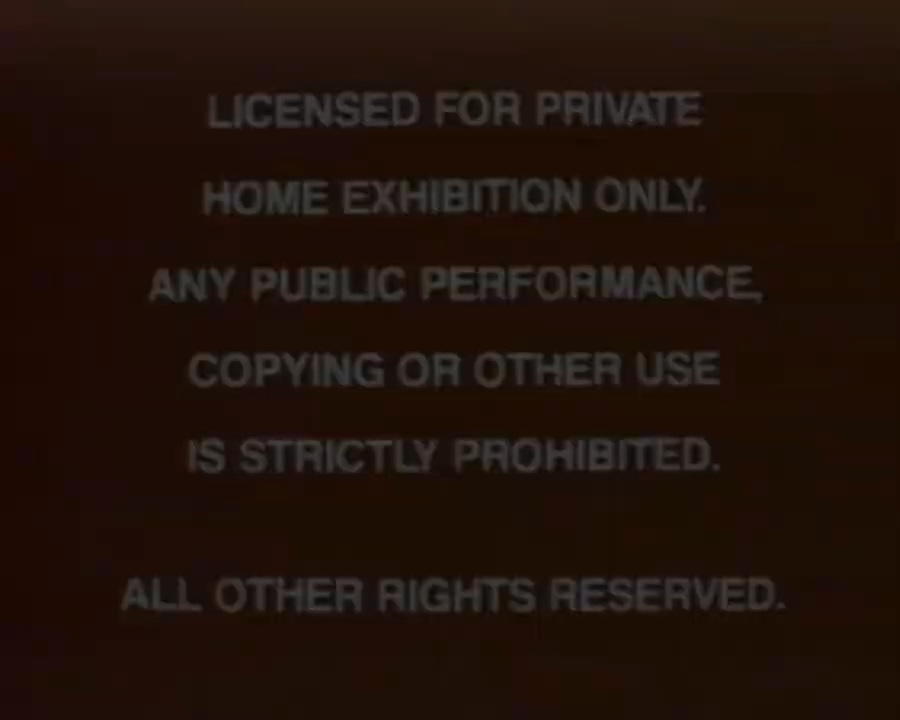 LICENSED FOR PRIVATE
HOME EXHIBITION ONLY.
ANY PUBLIC PERFORMANCE,
COPYING OR OTHER USE
IS STRICTLY PROHIBITED.
ALL OTHER RIGHTS RESERVED.